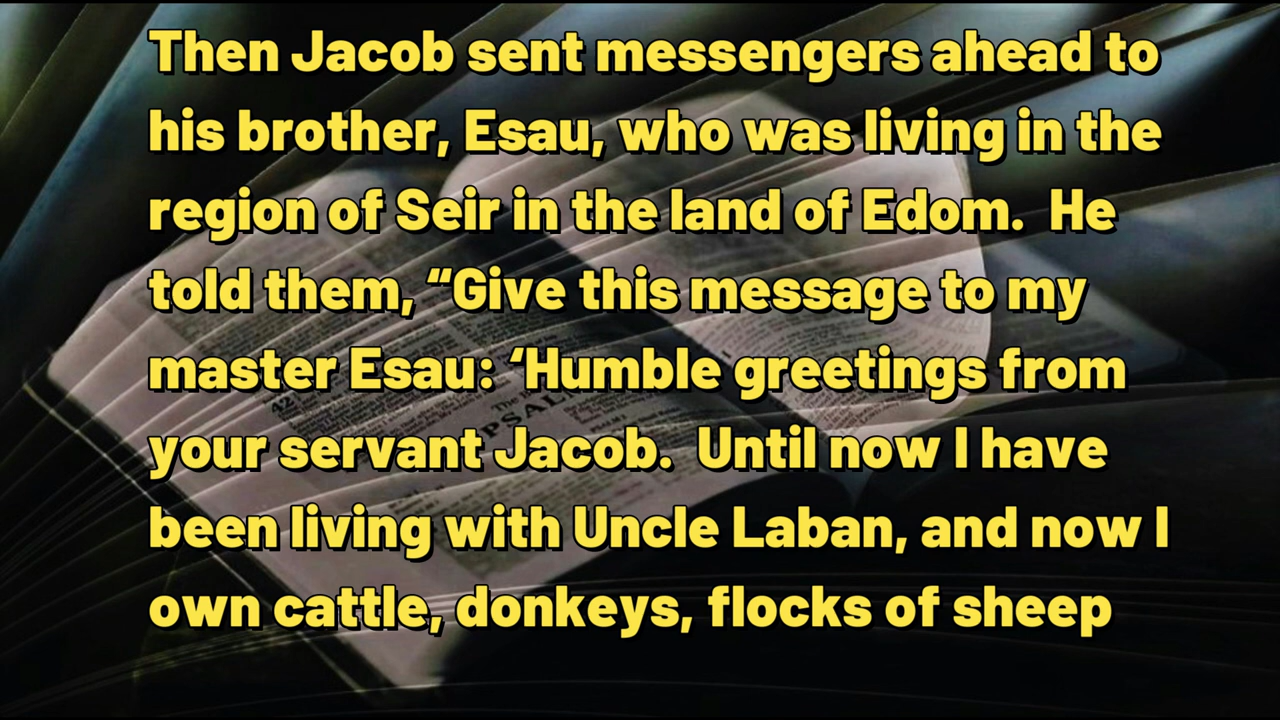 Then Jacob sent messengers ahead to
his brother, Esau, who was living in the
region of Seir in the land of Edom.  He
told them, “Give this message to my
master Esau: ‘Humble greetings from
your servant Jacob.  Until now I have
been living with Uncle Laban, and now I
own cattle, donkeys, flocks of sheep
42
PSAL